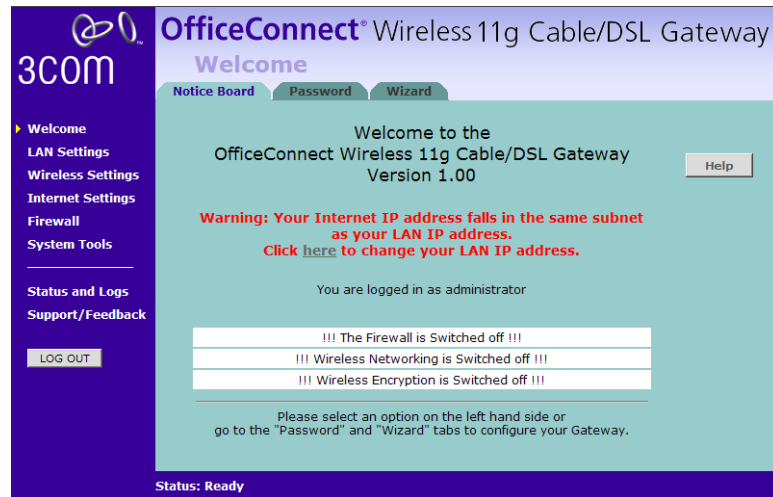 3COM
OfficeConnect® Wireless 11g Cable/DSL Gateway
Welcome
Notice Board Password Wizard
Welcome
LAN Settings
Wireless Settings
Internet Settings
Firewall
System Tools
Status and Logs
Support/Feedback
LOG OUT
Welcome to the
OfficeConnect Wireless 11g Cable/DSL Gateway
Version 1.00
Help
Warning: Your Internet IP address falls in the same subnet
as your LAN IP address.
Click here to change your LAN IP address.
You are logged in as administrator
!!! The Firewall is Switched off !!!
!!! Wireless Networking is Switched off !!!
!!! Wireless Encryption is Switched off !!!
Please select an option on the left hand side or
go to the "Password" and "Wizard" tabs to configure your Gateway.
Status: Ready